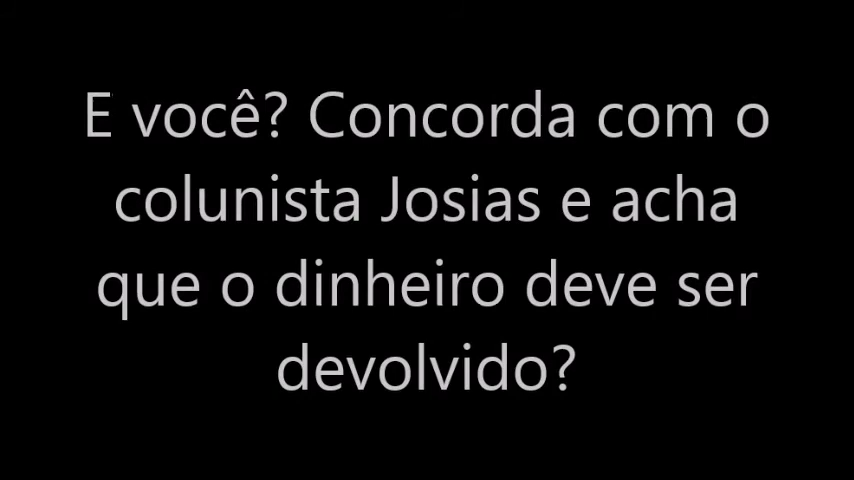 E você? Concorda com o
colunista Josias e acha
que o dinheiro deve ser
devolvido?